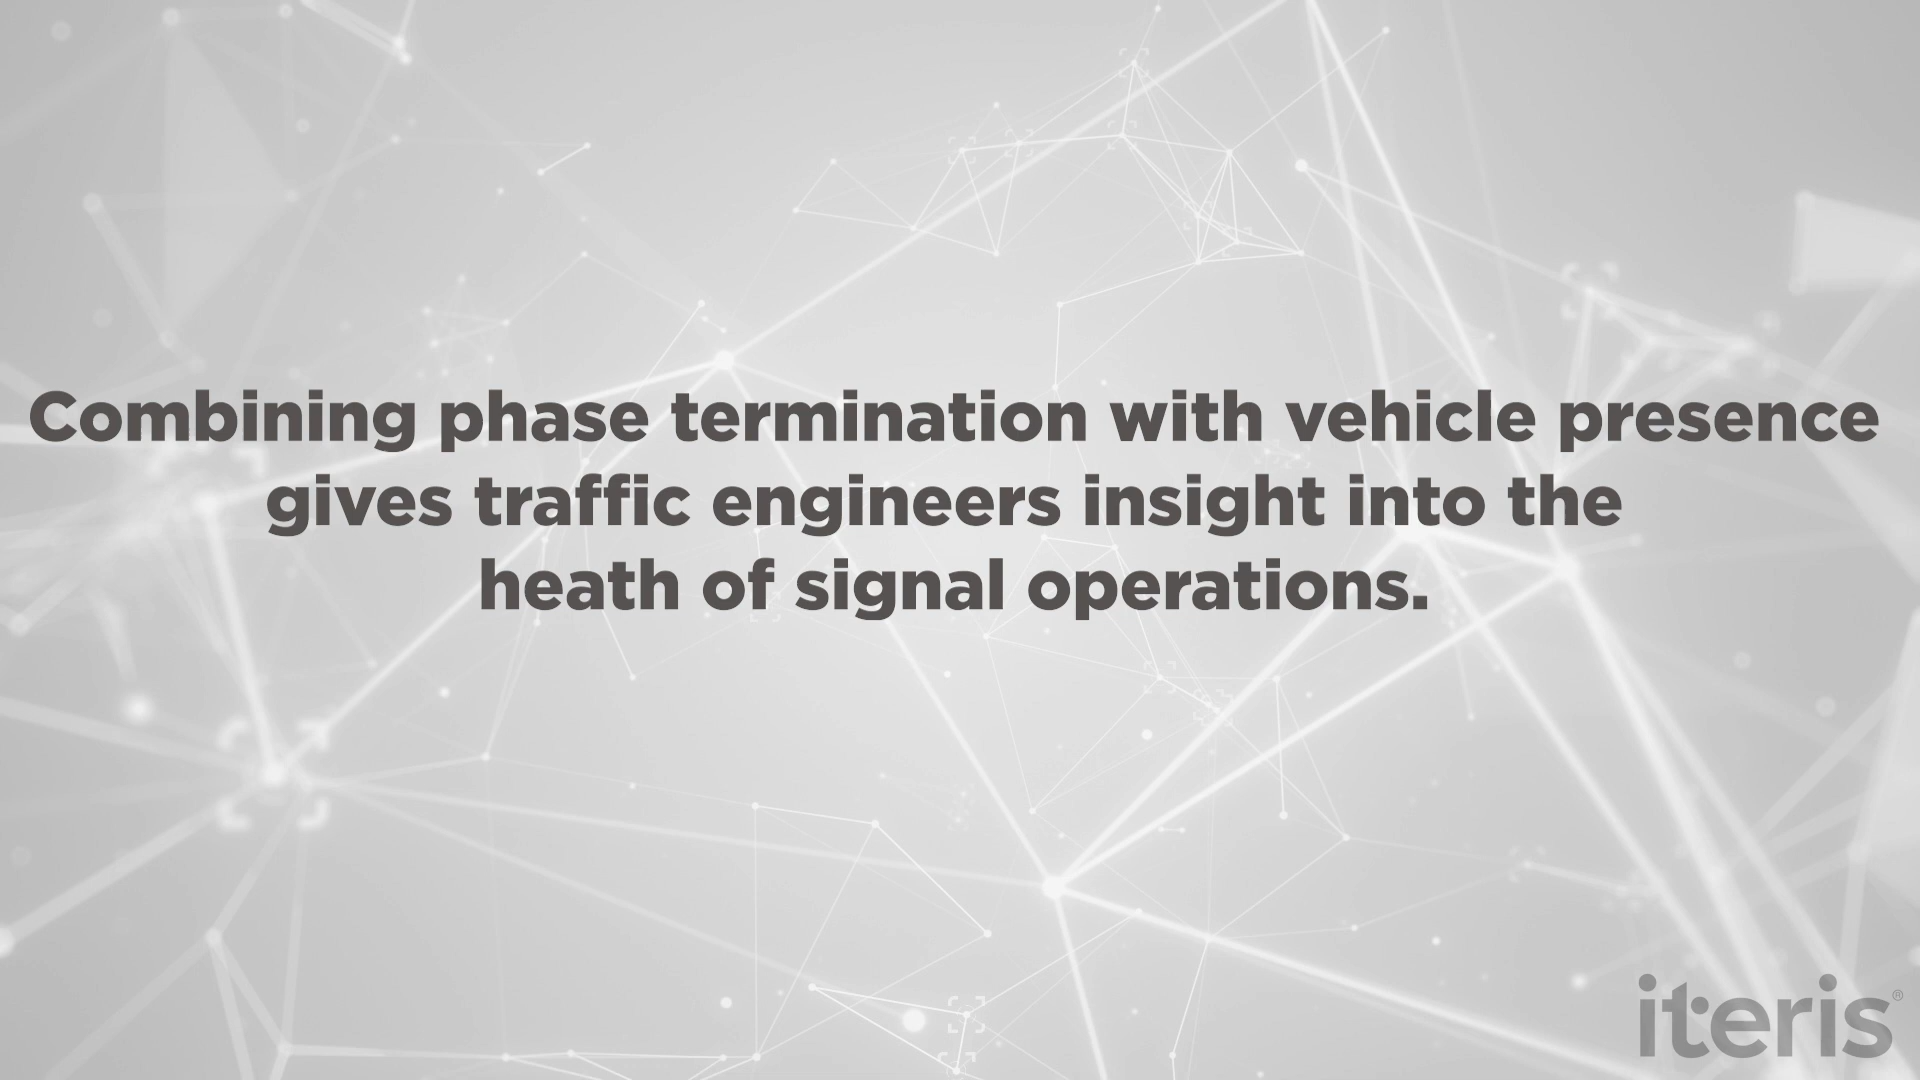 Combining phase termination with vehicle presence
gives traffic engineers insight into the
heath of signal operations.
iteris®